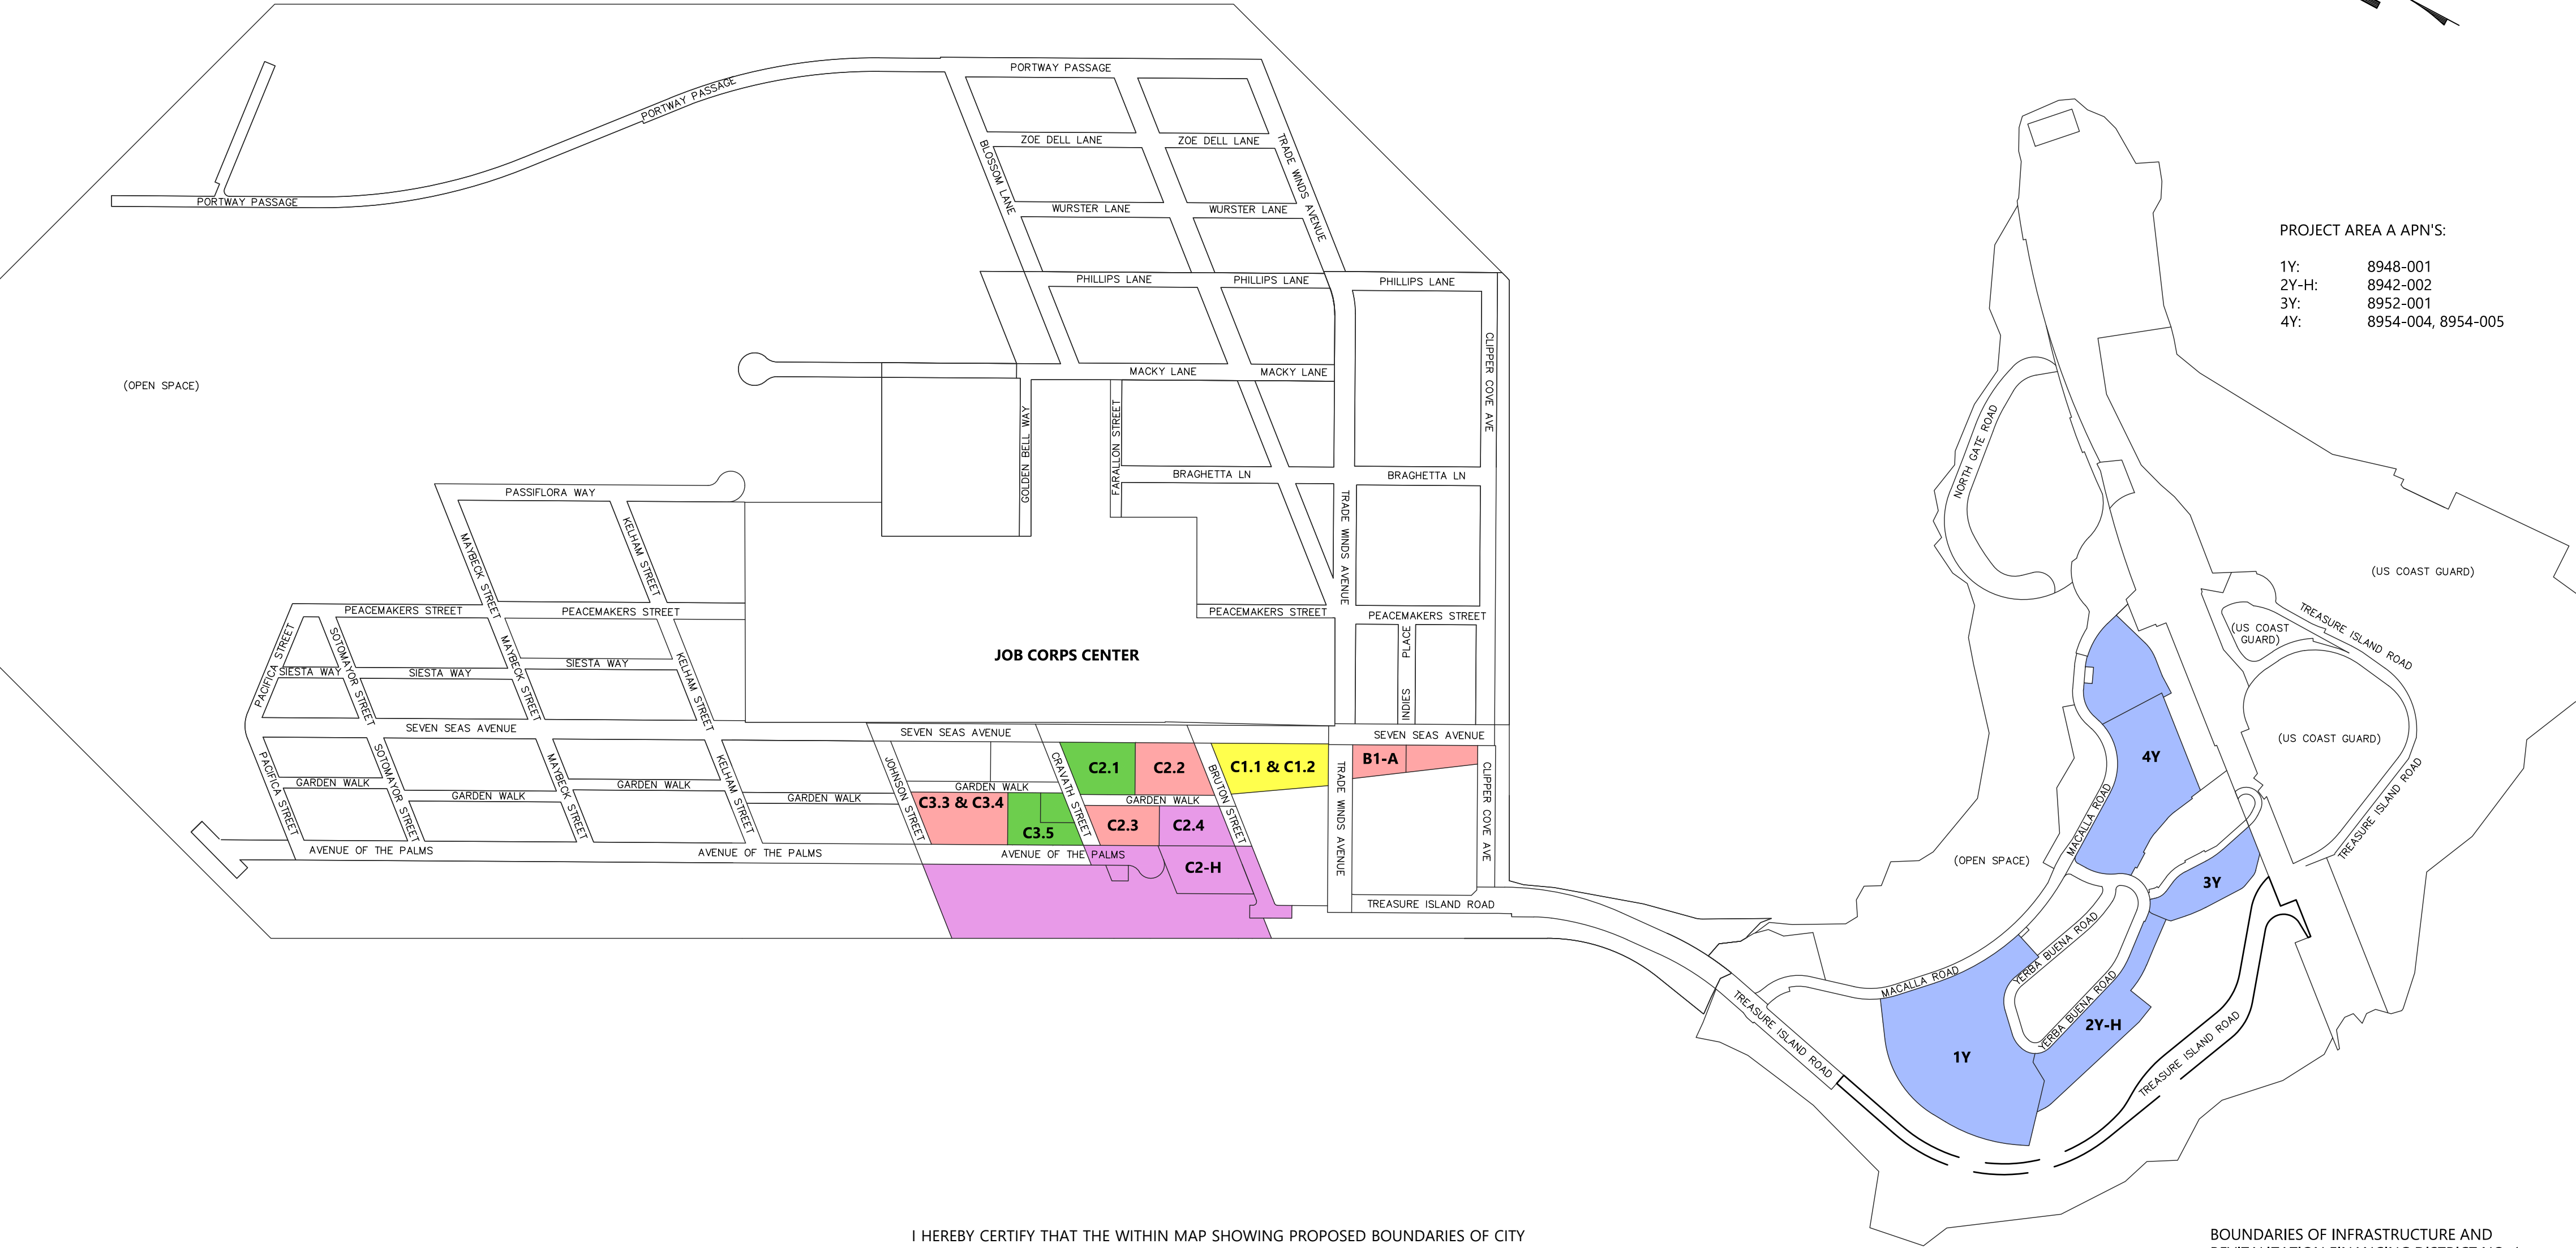 PORTWAY PASSAGE
PORTWAY PASSAGE
PORTWAY PASSAGE
ZOE DELL LANE
ZOE DELL LANE
BLOSSOM LANE
TRADE WINDS AVENUE
WURSTER LANE
WURSTER LANE
PHILLIPS LANE
PHILLIPS LANE
PHILLIPS LANE
(OPEN SPACE)
MACKY LANE
MACKY LANE
CLIPPER COVE AVE
GOLDEN BELL WAY
FARALLON STREET
BRAGHETTA LN
BRAGHETTA LN
TRADE WINDS AVENUE
PASSIFLORA WAY
MAYBECK STREET
KELHAM STREET
PEACEMAKERS STREET
PEACEMAKERS STREET
PEACEMAKERS STREET
PEACEMAKERS STREET
PACIFICA STREET
SOTOMAYOR STREET
MAYBECK STREET
KELHAM STREET
SIESTA WAY
SIESTA WAY
SIESTA WAY
JOB CORPS CENTER
INDIES PLACE
SEVEN SEAS AVENUE
SEVEN SEAS AVENUE
SEVEN SEAS AVENUE
PACIFICA STREET
SOTOMAYOR STREET
MAYBECK STREET
KELHAM STREET
JOHNSON STREET
CRAVATH STREET
BRUTON STREET
TRADE WINDS AVENUE
CLIPPER COVE AVE
C2.1
C2.2
C1.1 & C1.2
B1-A
GARDEN WALK
GARDEN WALK
GARDEN WALK
GARDEN WALK
GARDEN WALK
GARDEN WALK
C3.3 & C3.4
C3.5
C2.3
C2.4
AVENUE OF THE PALMS
AVENUE OF THE PALMS
AVENUE OF THE PALMS
C2-H
TREASURE ISLAND ROAD
PROJECT AREA A APN'S:
1Y: 8948-001
2Y-H: 8942-002
3Y: 8952-001
4Y: 8954-004, 8954-005
NORTH GATE ROAD
(US COAST GUARD)
TREASURE ISLAND ROAD
(US COAST
GUARD)
(US COAST GUARD)
4Y
MACALLA ROAD
TREASURE ISLAND ROAD
(OPEN SPACE)
3Y
YERBA BUENA ROAD
MACALLA ROAD
YERBA BUENA ROAD
TREASURE ISLAND ROAD
2Y-H
1Y
TREASURE ISLAND ROAD
I HEREBY CERTIFY THAT THE WITHIN MAP SHOWING PROPOSED BOUNDARIES OF CITY
BOUNDARIES OF INFRASTRUCTURE AND